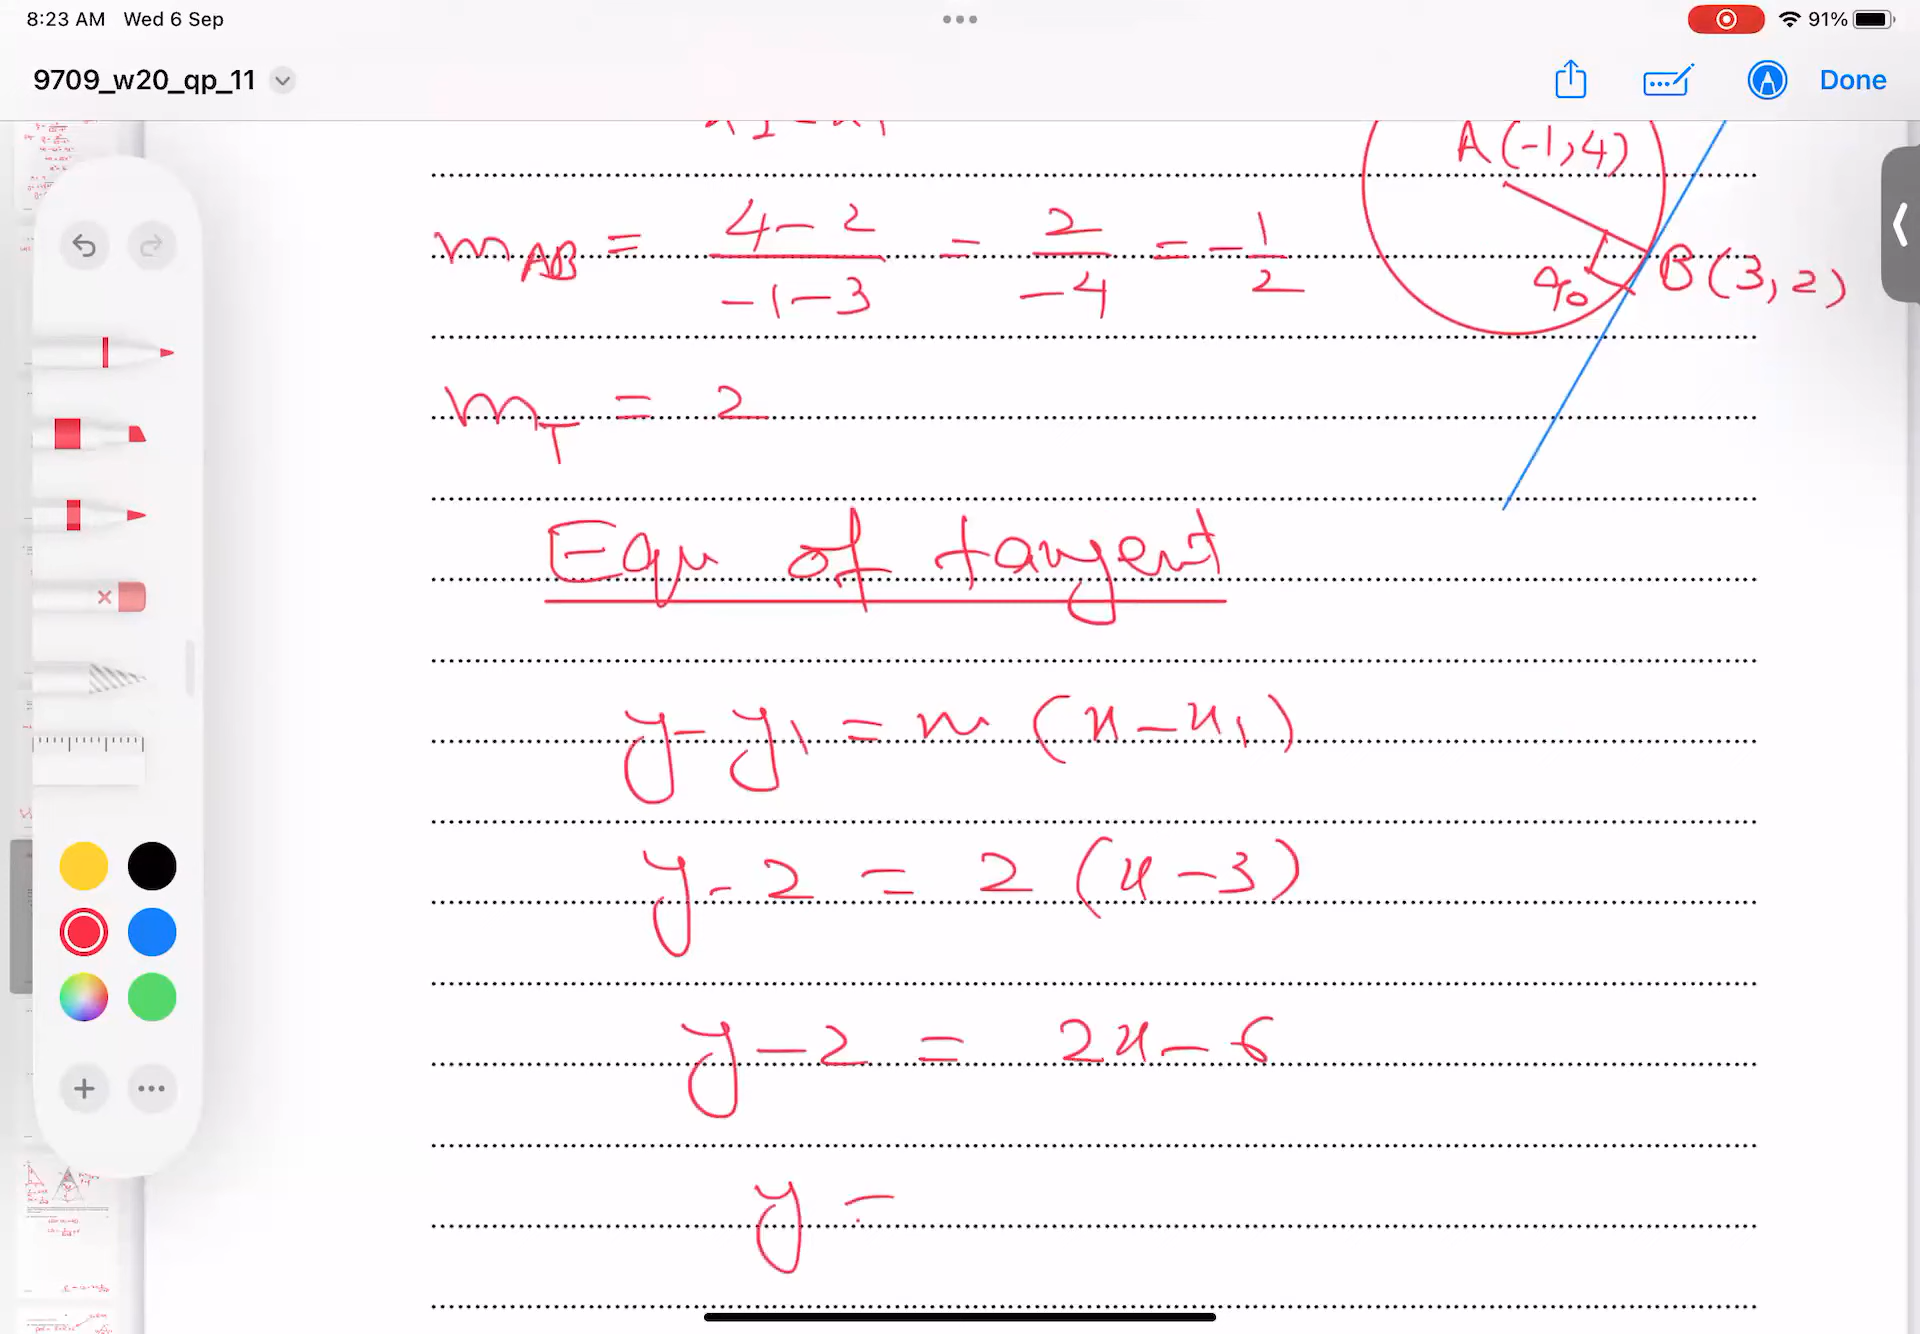 8:23 AM Wed 6 Sep
91%
9709_w20_qp_11
Done
A(-1,4)
m_AB = 4-2/-1-3 = 2/-4 = -1/2
90
B(3,2)
m_T = 2
Equ of tangent
y-y₁ = m (x-x₁)
y-2 = 2 (x-3)
y-2 = 2x-6
y =